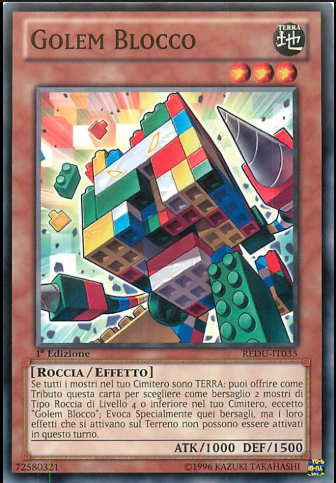 Golem Blocco
TERRA
地
1ª Edizione
REDU-IT035
[Roccia/Effetto]
Se tutti i mostri nel tuo Cimitero sono TERRA: puoi offrire come
Tributo questa carta per scegliere come bersaglio 2 mostri di
Tipo Roccia di Livello 4 o inferiore nel tuo Cimitero, eccetto
"Golem Blocco"; Evoca Specialmente quei bersagli, ma i loro
effetti che si attivano sul Terreno non possono essere attivati
in questo turno.
ATK/1000 DEF/1500
72580321
©1996 KAZUKI TAKAHASHI